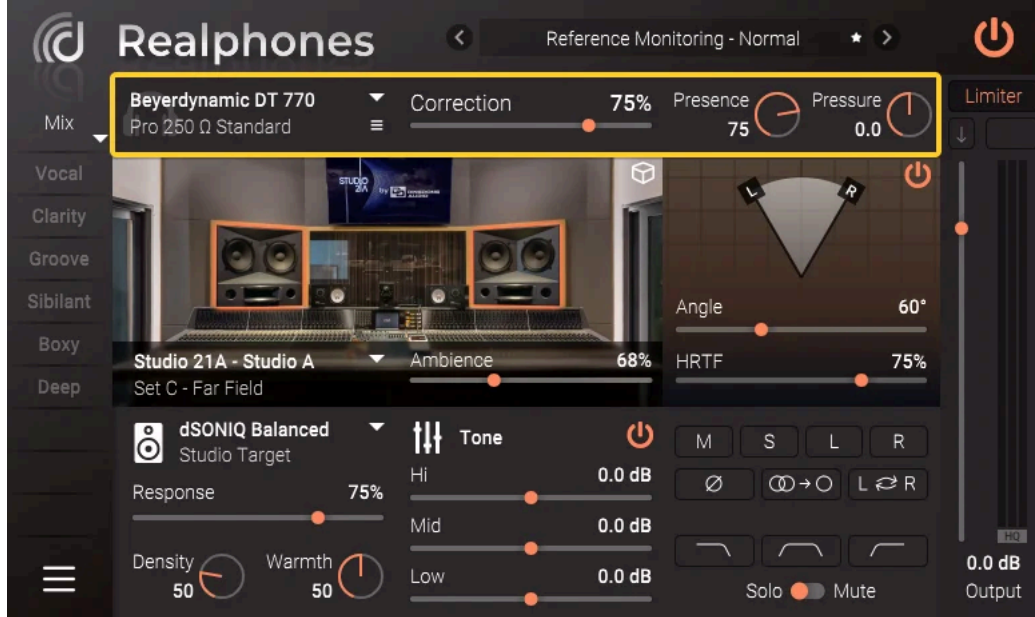 Realphones
Reference Monitoring - Normal
Beyerdynamic DT 770
Pro 250 Ω Standard
Correction 75%
Presence 75
Pressure 0.0
Limiter
Mix
Vocal
Clarity
Groove
Sibilant
Boxy
Deep
STUDIO
21A by
L R
Angle 60°
HRTF 75%
Studio 21A - Studio A
Set C - Far Field
Ambience 68%
dSONIQ Balanced
Studio Target
Response 75%
Density 50
Warmth 50
Tone
Hi 0.0 dB
Mid 0.0 dB
Low 0.0 dB
M S L R
Ø L R
Solo Mute
HQ
0.0 dB
Output